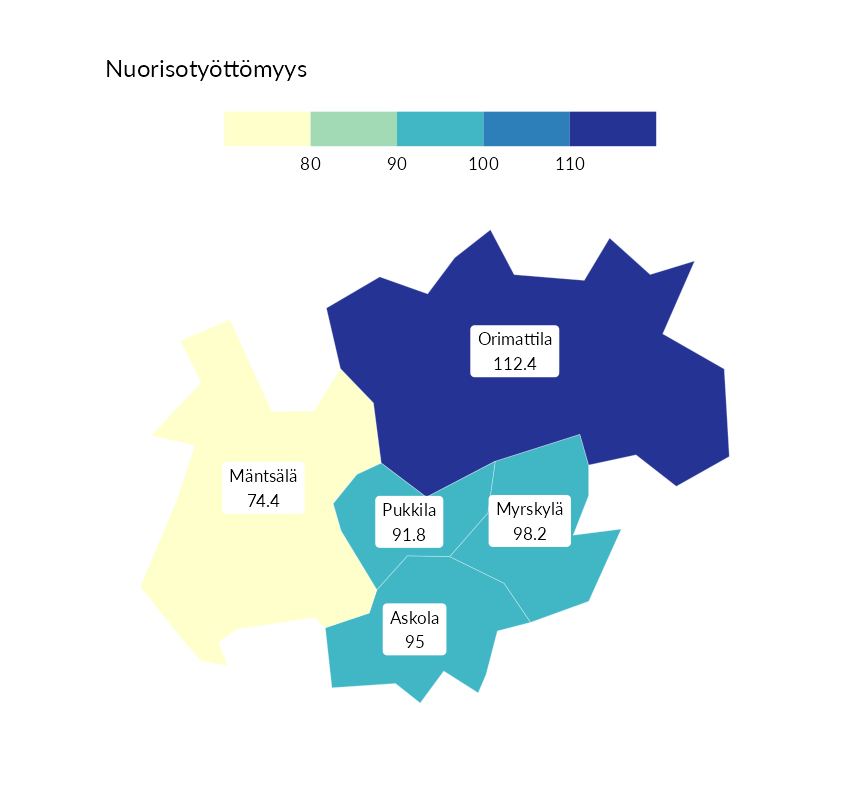 Nuorisotyöttömyys
80 90 100 110
Orimattila
112.4
Mäntsälä
74.4
Pukkila
91.8
Myrskylä
98.2
Askola
95